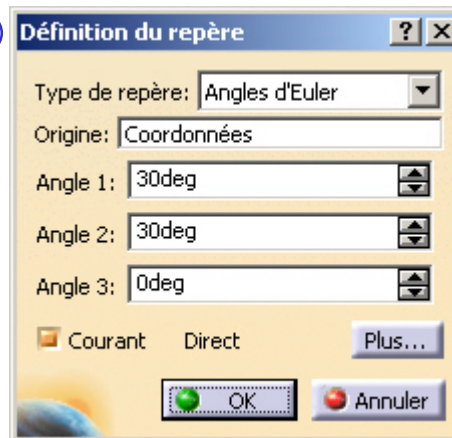 Définition du repère ? ×
Type de repère: Angles d'Euler
Origine: Coordonnées
Angle 1: 30deg
Angle 2: 30deg
Angle 3: 0deg
Courant Direct Plus...
OK Annuler